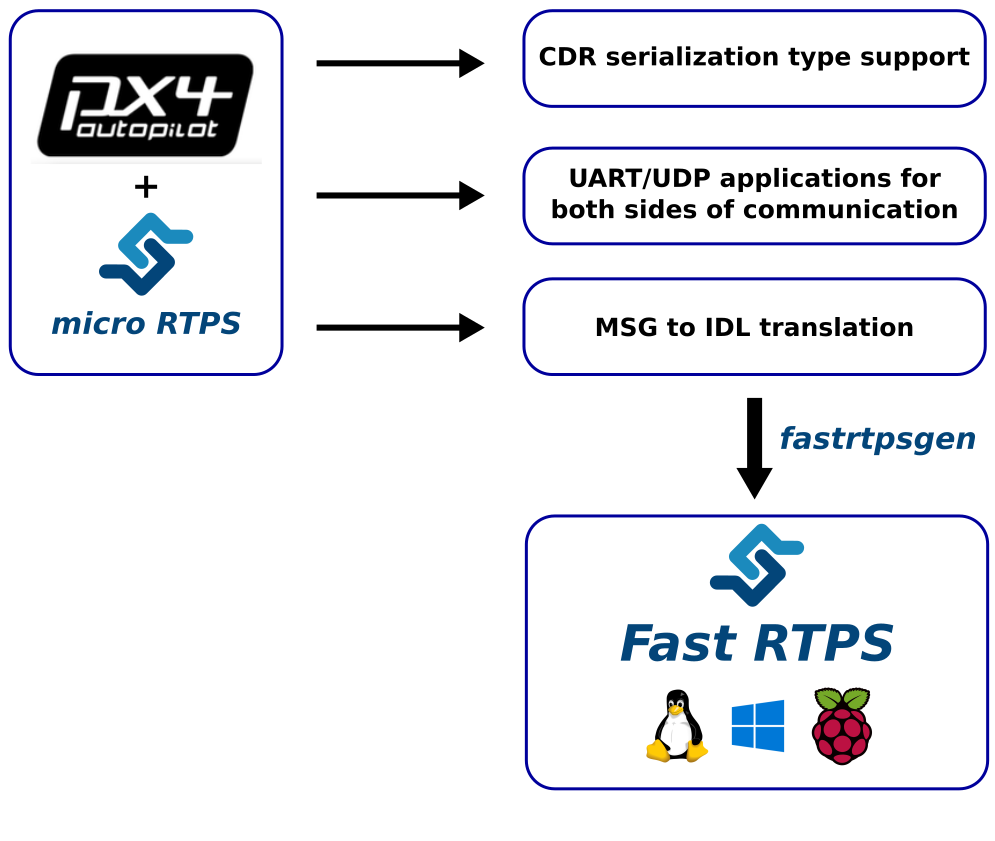 px4
autopilot
+
micro RTPS
CDR serialization type support
UART/UDP applications for
both sides of communication
MSG to IDL translation
fastrtpsgen
Fast RTPS